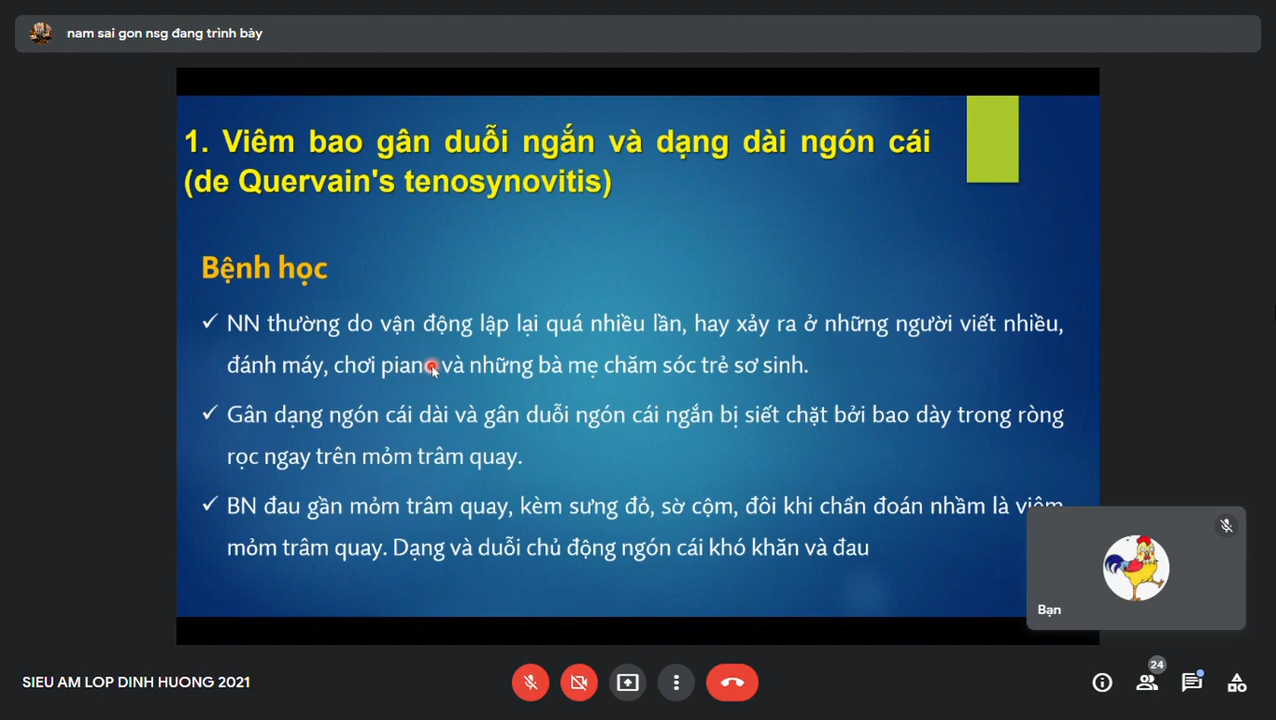 nam sai gon nsg đang trình bày
1. Viêm bao gân duỗi ngắn và dạng dài ngón cái
(de Quervain's tenosynovitis)
Bệnh học
✓ NN thường do vận động lập lại quá nhiều lần, hay xảy ra ở những người viết nhiều,
đánh máy, chơi piano và những bà mẹ chăm sóc trẻ sơ sinh.
✓ Gân dạng ngón cái dài và gân duỗi ngón cái ngắn bị siết chặt bởi bao dày trong ròng
rọc ngay trên mỏm trâm quay.
✓ BN đau gần mỏm trâm quay, kèm sưng đỏ, sờ cộm, đôi khi chẩn đoán nhầm là viêm
mỏm trâm quay. Dạng và duỗi chủ động ngón cái khó khăn và đau
Bạn
SIEU AM LOP DINH HUONG 2021
24